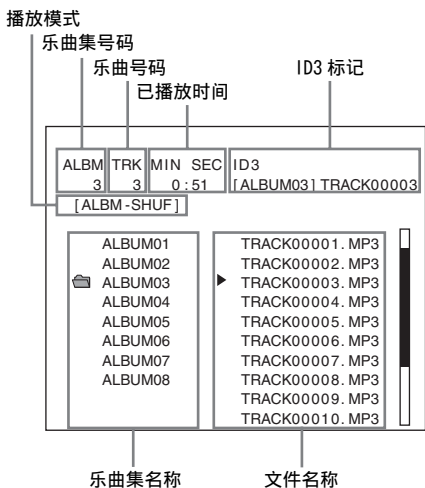 播放模式
乐曲集号码
乐曲号码
ID3 标记
已播放时间
ALBM TRK MIN SEC ID3
3 3 0:51 [ALBUM03] TRACK00003
[ALBM-SHUF]
ALBUM01 TRACK00001.MP3
ALBUM02 TRACK00002.MP3
ALBUM03 TRACK00003.MP3
ALBUM04 TRACK00004.MP3
ALBUM05 TRACK00005.MP3
ALBUM06 TRACK00006.MP3
ALBUM07 TRACK00007.MP3
ALBUM08 TRACK00008.MP3
TRACK00009.MP3
TRACK00010.MP3
乐曲集名称 文件名称